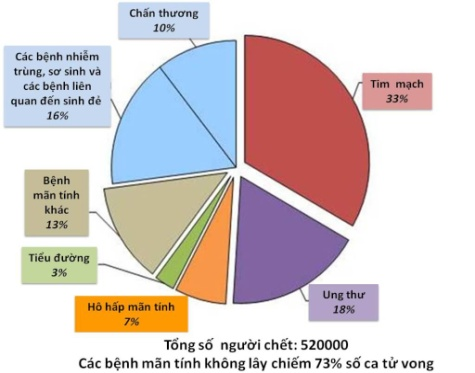 Chấn thương
10%
Các bệnh nhiễm
trùng, sơ sinh và
các bệnh liên
quan đến sinh đẻ
16%
Tim mạch
33%
Bệnh
mãn tính
khác
13%
Tiểu đường
3%
Hô hấp mãn tính
7%
Ung thư
18%
Tổng số người chết: 520000
Các bệnh mãn tính không lây chiếm 73% số ca tử vong